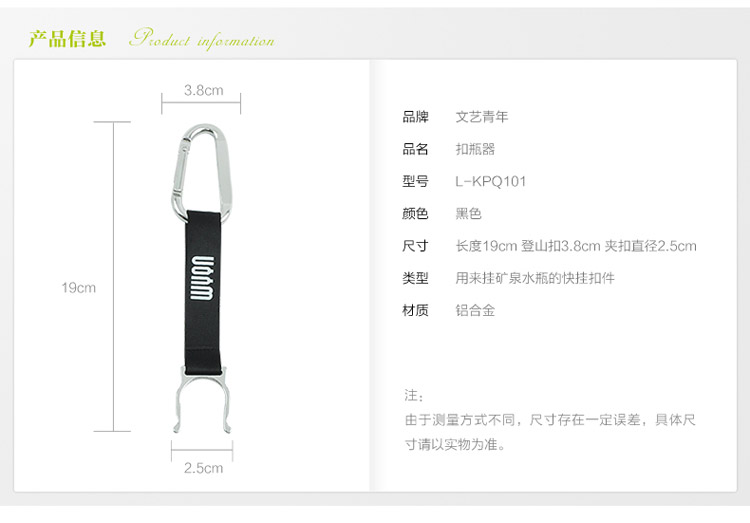 产品信息 Product information
3.8cm
19cm
2.5cm
品牌 文艺青年
品名 扣瓶器
型号 L-KPQ101
颜色 黑色
尺寸 长度19cm 登山扣3.8cm 夹扣直径2.5cm
类型 用来挂矿泉水瓶的快挂扣件
材质 铝合金
注：
由于测量方式不同，尺寸存在一定误差，具体尺
寸请以实物为准。